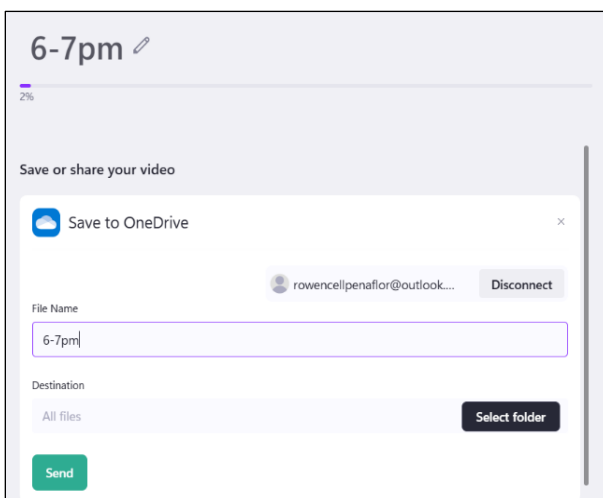 6-7pm
2%
Save or share your video
Save to OneDrive ×
rowencellpenaflor@outlook.... Disconnect
File Name
6-7pm
Destination
All files Select folder
Send